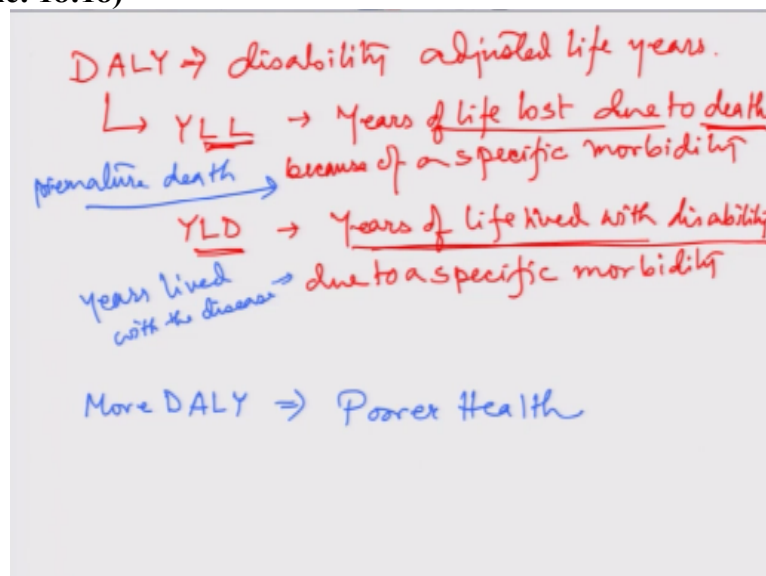 DALY → disability adjusted life years.
↳ YLL → Years of life lost due to death
premature death → because of a specific morbidity
YLD → Years of life lived with disability
years lived with the disease → due to a specific morbidity
More DALY ⇒ Poorer Health